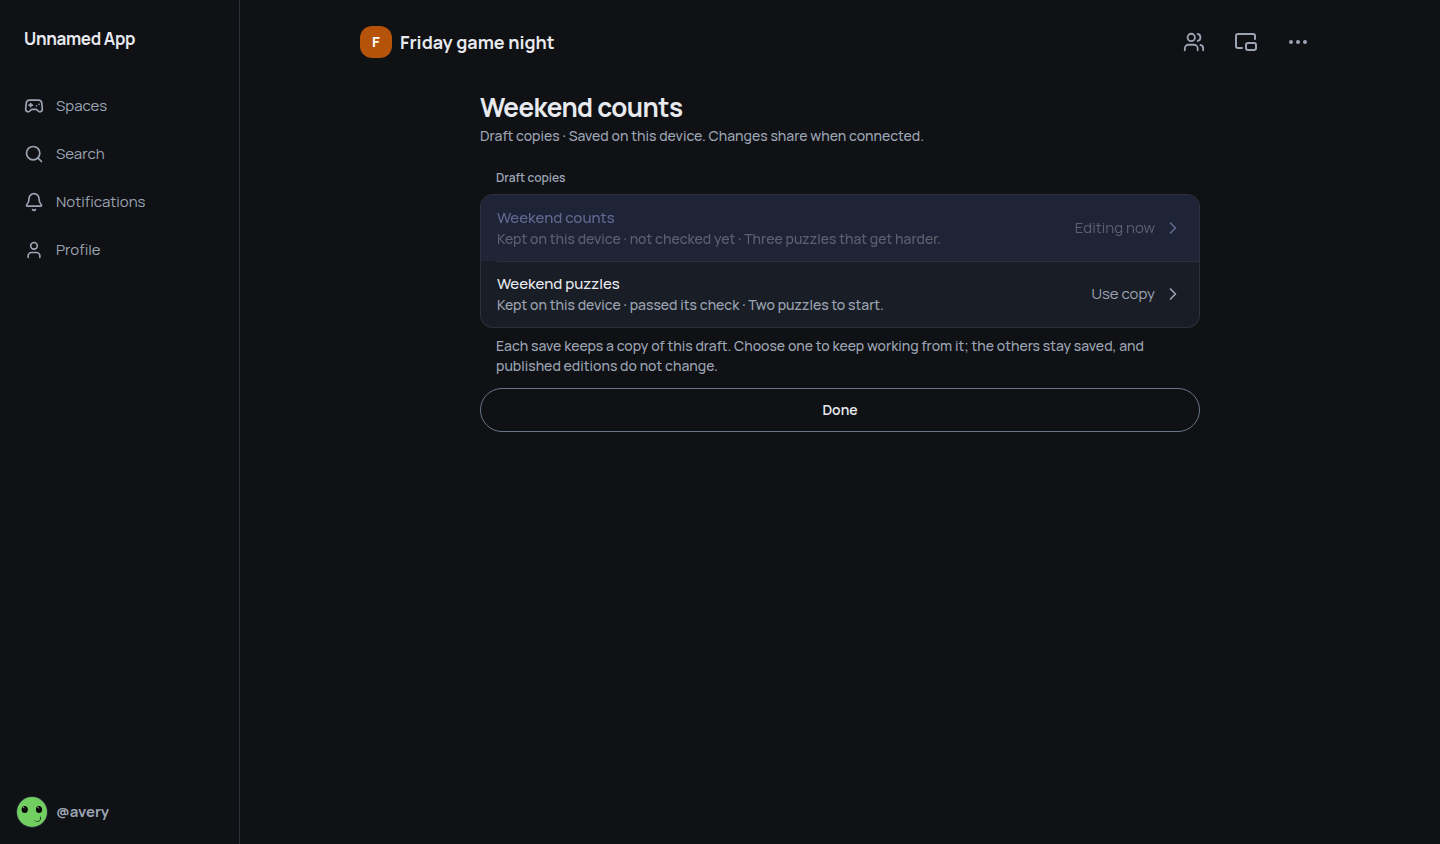 Unnamed App
Spaces
Search
Notifications
Profile
@avery
F
Friday game night
Weekend counts
Draft copies · Saved on this device. Changes share when connected.
Draft copies
Weekend counts
Kept on this device · not checked yet · Three puzzles that get harder.
Editing now
Weekend puzzles
Kept on this device · passed its check · Two puzzles to start.
Use copy
Each save keeps a copy of this draft. Choose one to keep working from it; the others stay saved, and
published editions do not change.
Done